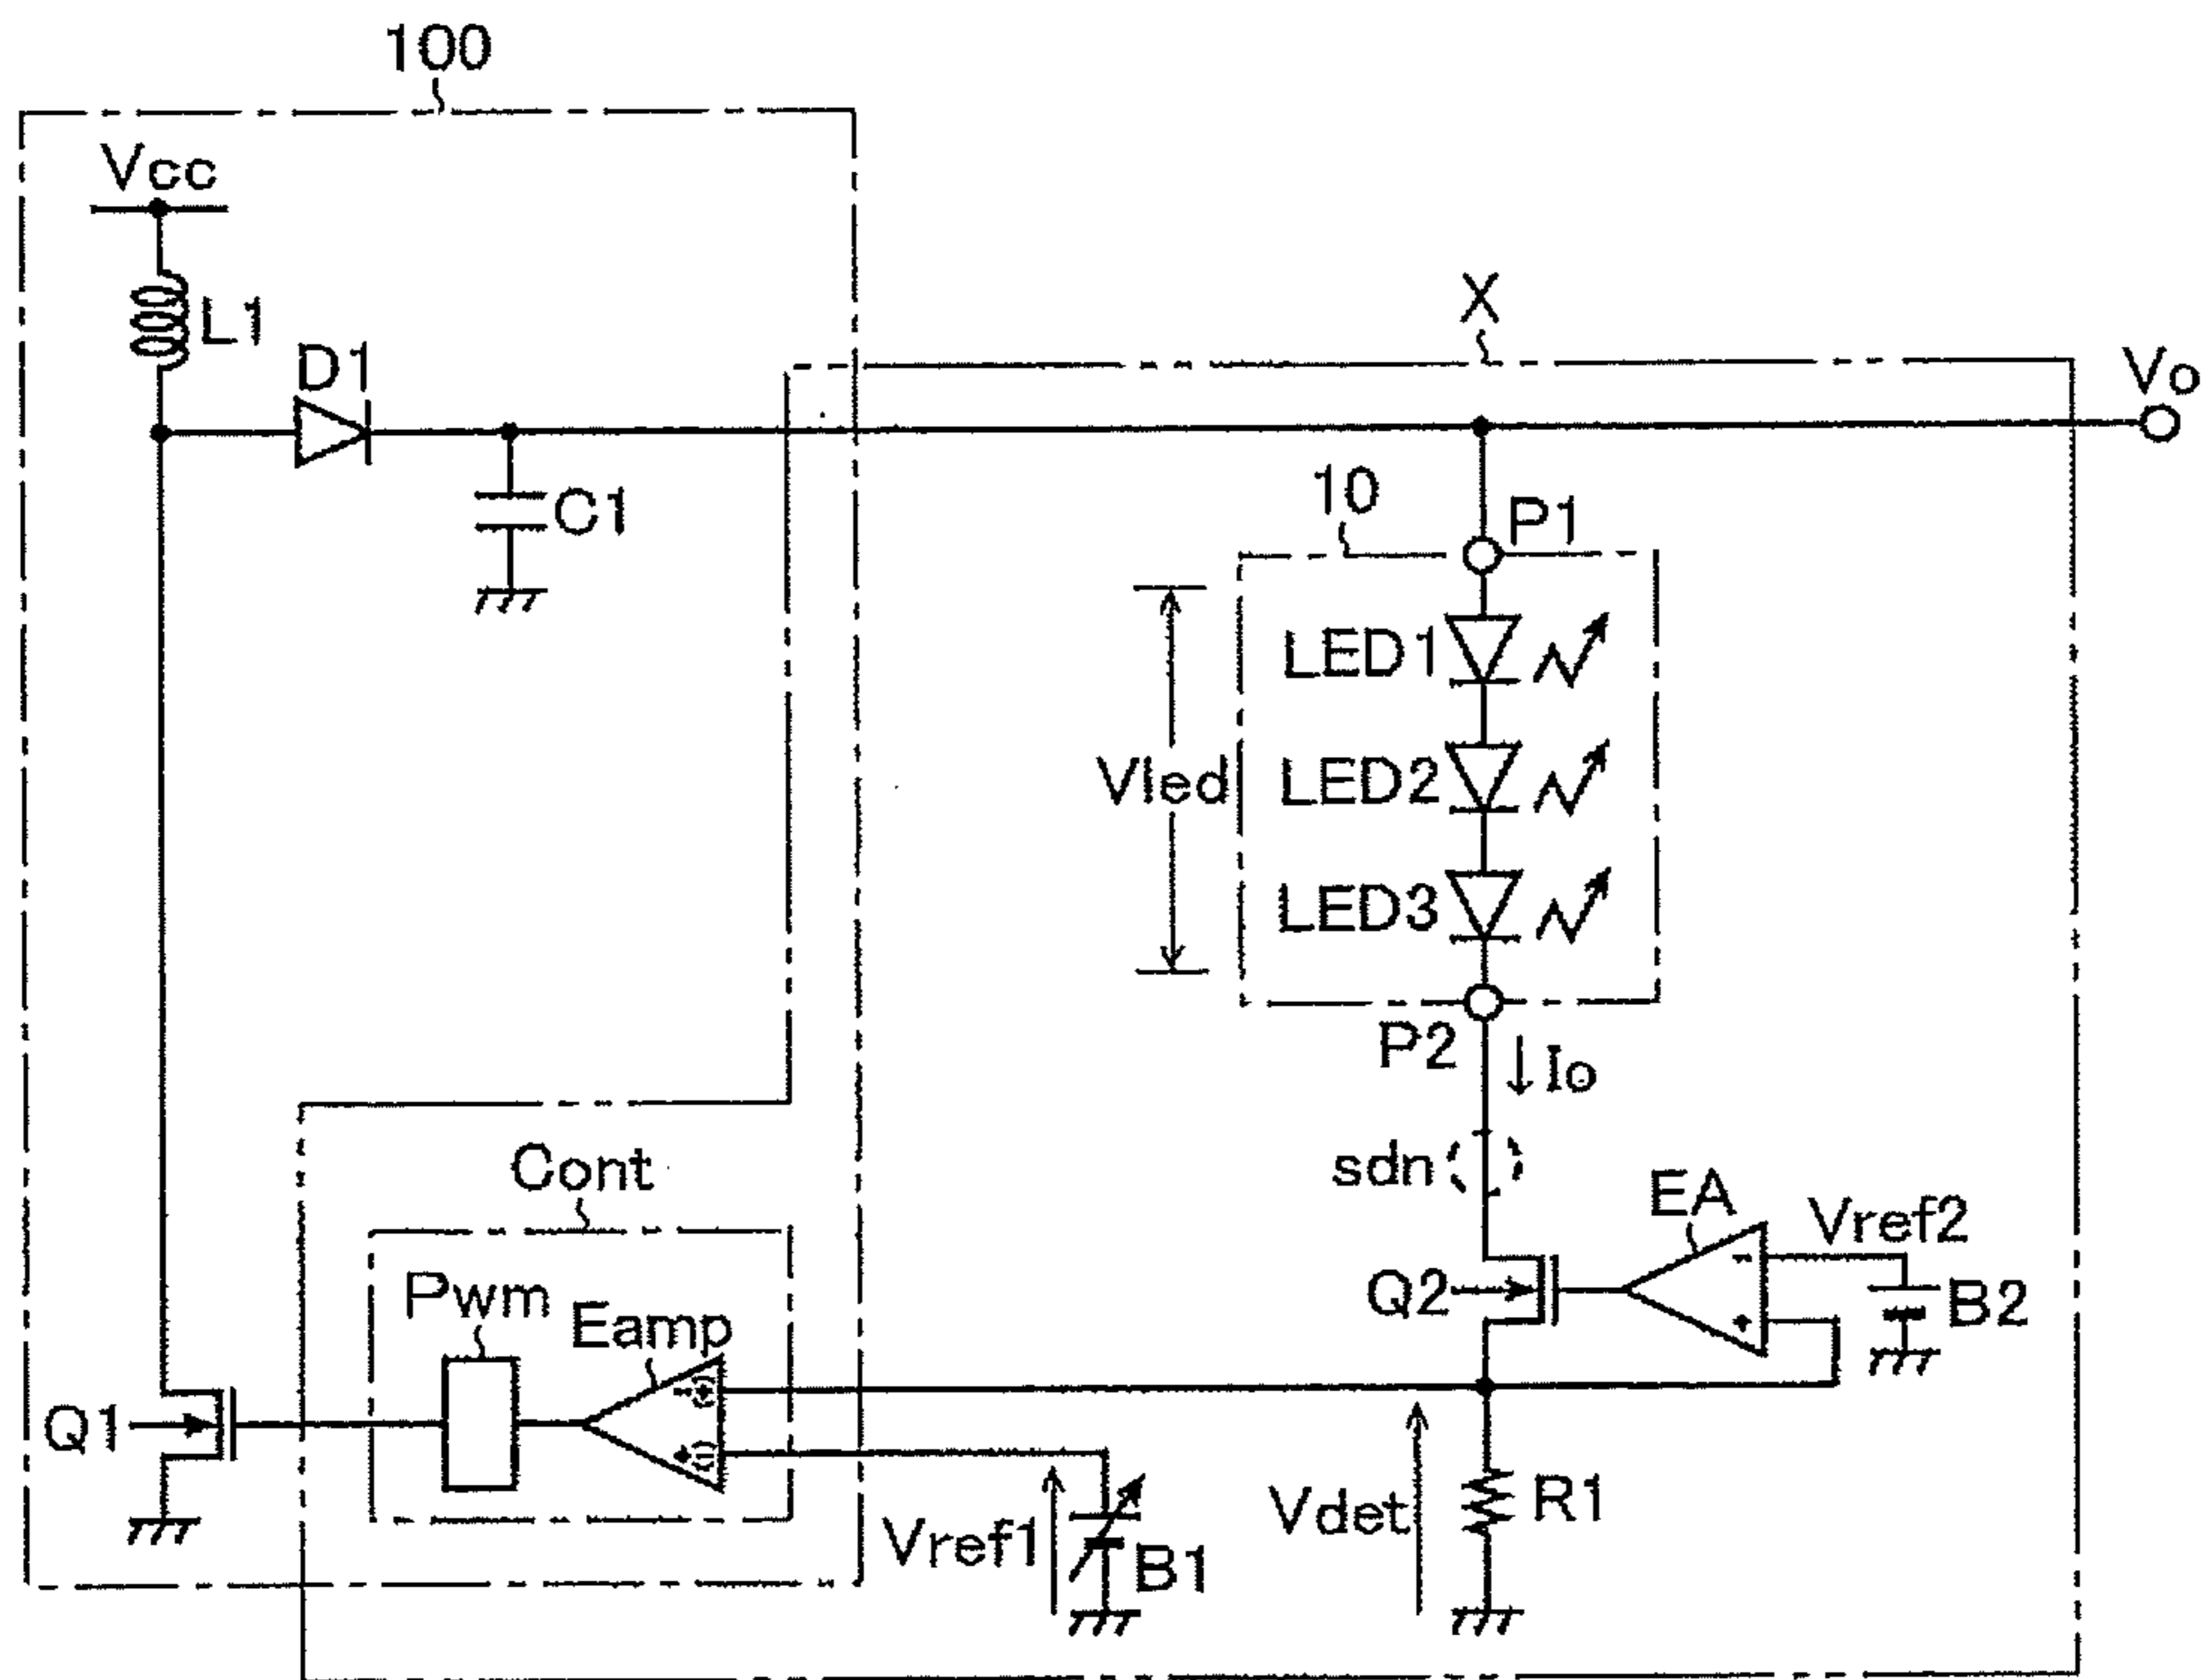 100
Vcc
L1
D1
C1
X
Vo
10
P1
LED1
Vled
LED2
LED3
P2
Io
sdn
EA
Vref2
Cont
Q2
-
+
B2
Pwm
Eamp
-(+)
+(-)
Q1
Vref1
B1
Vdet
R1